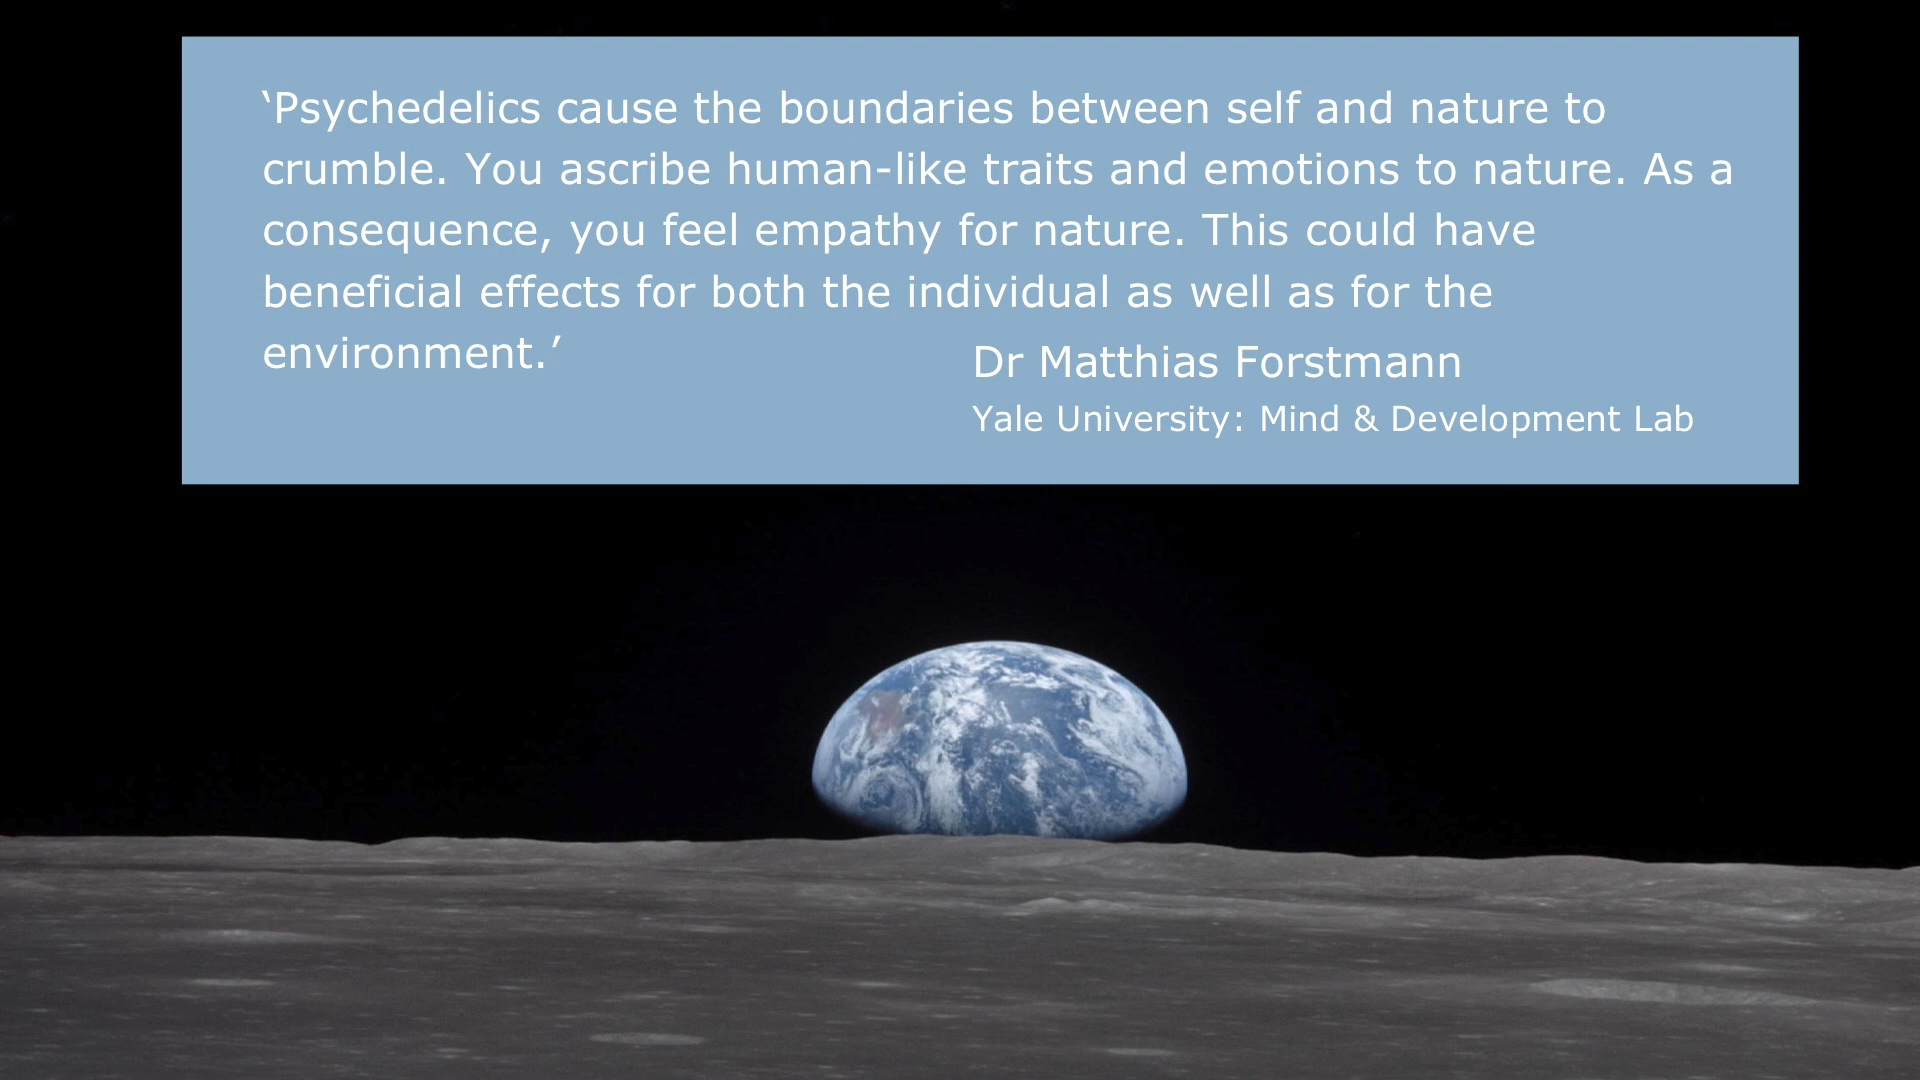 ‘Psychedelics cause the boundaries between self and nature to
crumble. You ascribe human-like traits and emotions to nature. As a
consequence, you feel empathy for nature. This could have
beneficial effects for both the individual as well as for the
environment.’
Dr Matthias Forstmann
Yale University: Mind & Development Lab